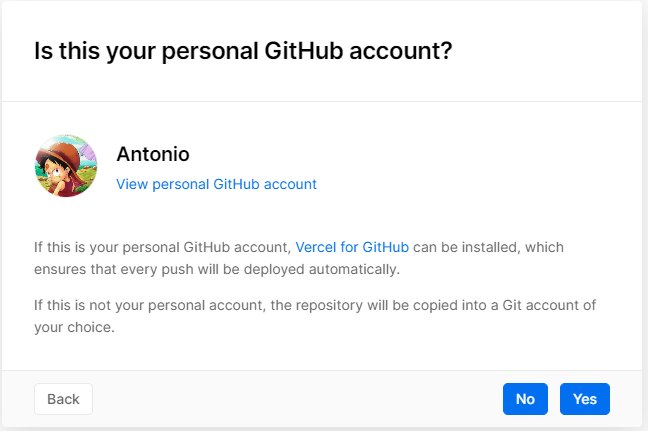 Is this your personal GitHub account?
Antonio
View personal GitHub account
If this is your personal GitHub account, Vercel for GitHub can be installed, which
ensures that every push will be deployed automatically.
If this is not your personal account, the repository will be copied into a Git account of
your choice.
Back
No
Yes